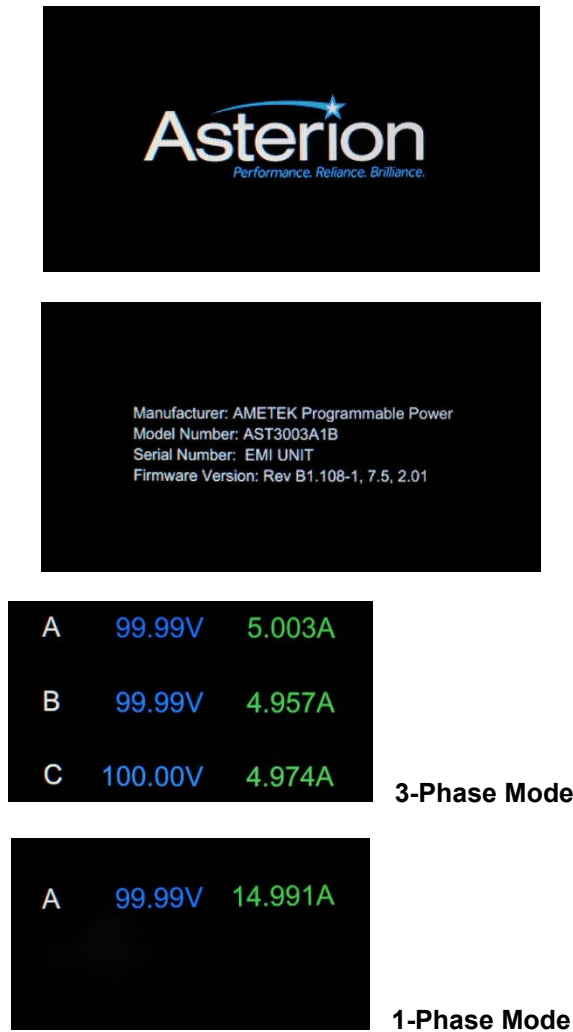 Asterion
Performance. Reliance. Brilliance.
Manufacturer: AMETEK Programmable Power
Model Number: AST3003A1B
Serial Number: EMI UNIT
Firmware Version: Rev B1.108-1, 7.5, 2.01
A 99.99V 5.003A
B 99.99V 4.957A
C 100.00V 4.974A
3-Phase Mode
A 99.99V 14.991A
1-Phase Mode